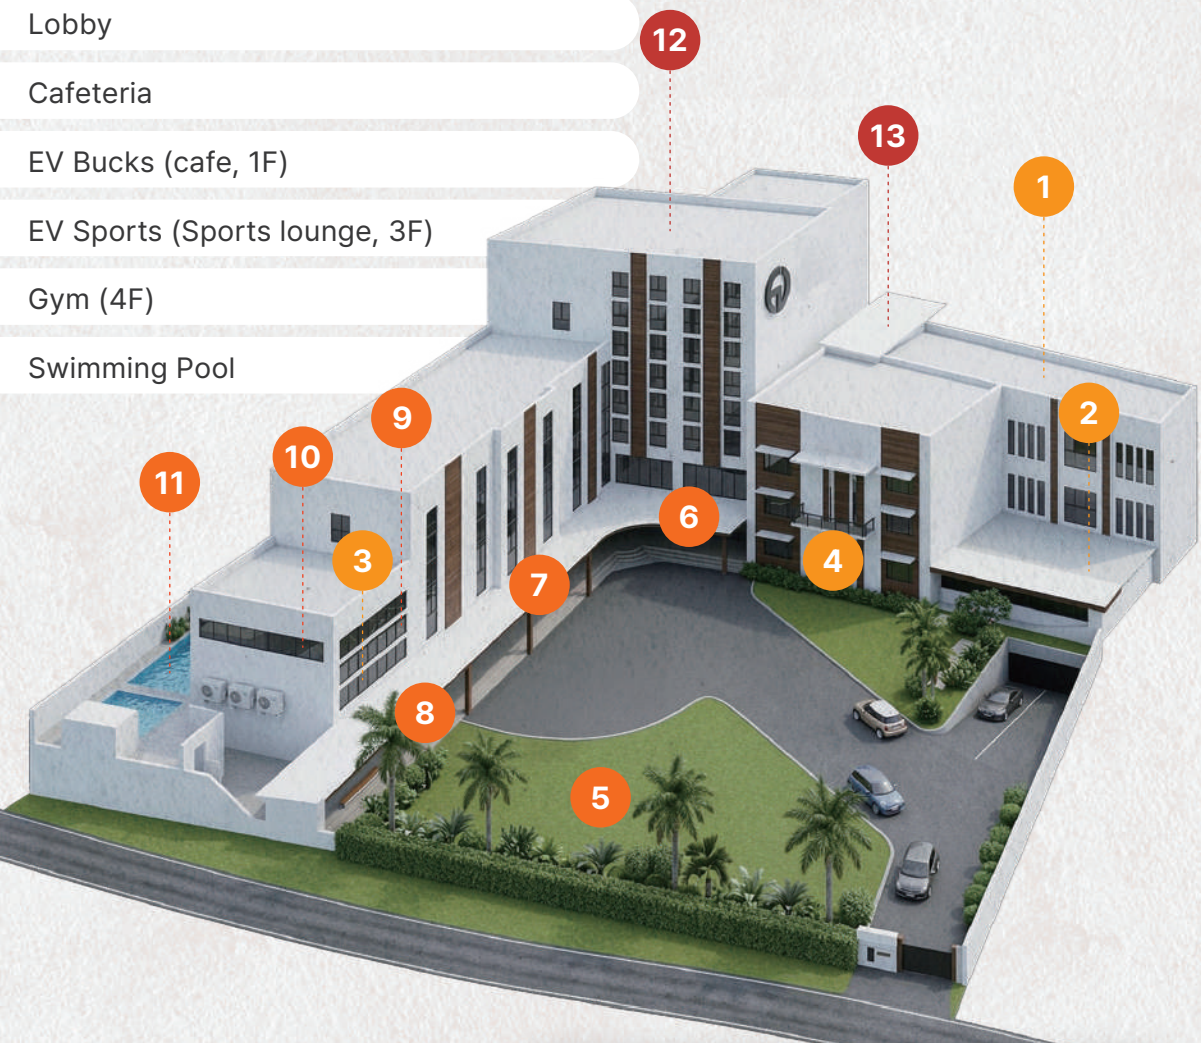 Lobby
Cafeteria
EV Bucks (cafe, 1F)
EV Sports (Sports lounge, 3F)
Gym (4F)
Swimming Pool
12
13
1
2
9
10
11
3
6
4
7
8
5